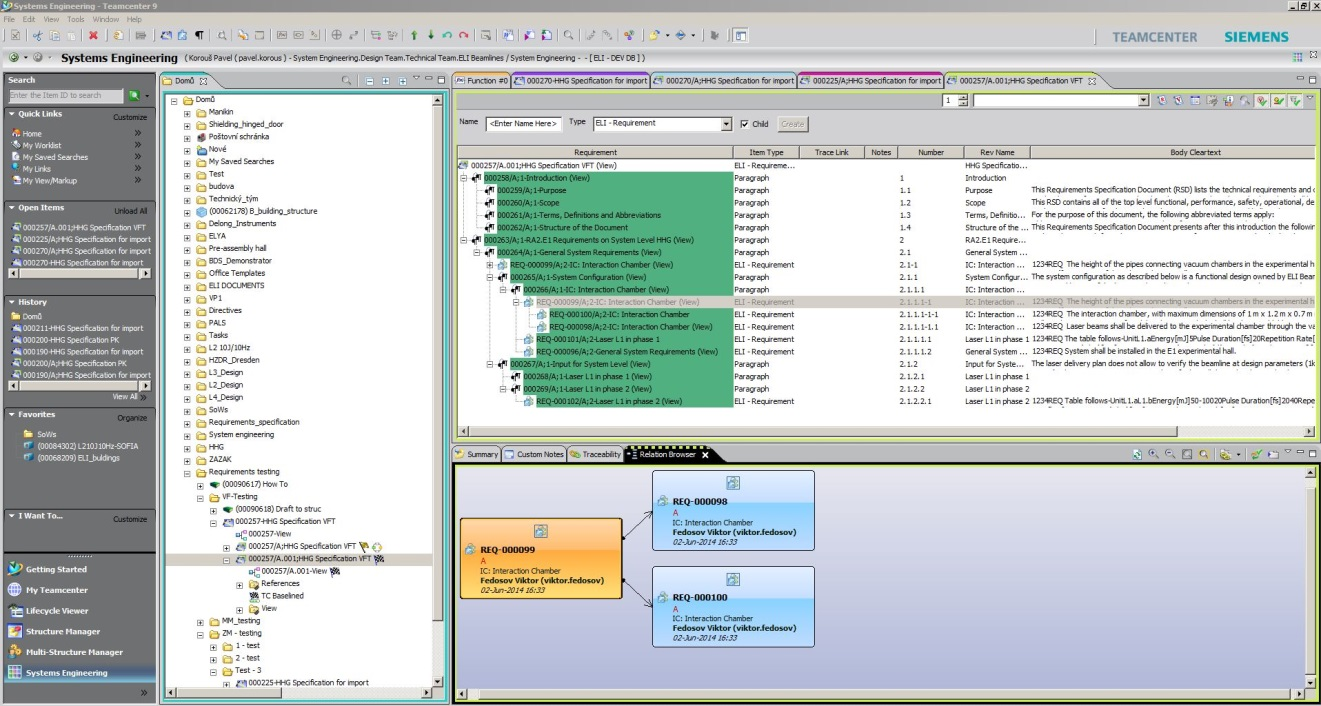 Systems Engineering - Teamcenter 9
File Edit View Tools Window Help
TEAMCENTER SIEMENS
Systems Engineering ( Korouš Pavel ( pavel.korous ) - System Engineering.Design Team.Technical Team.ELI Beamlines / System Engineering - - [ ELI - DEV DB ] )
Search
Enter the Item ID to search
Quick Links
Customize
Home
My Worklist
My Saved Searches
My Links
My View/Markup
Open Items
Unload All
000257/A.001;HHG Specification VFT
000225/A;HHG Specification for import
000270/A;HHG Specification for import
000270-HHG Specification for import
History
Domů
000211-HHG Specification for import
000200-HHG Specification PK
000190-HHG Specification for import
000200/A;HHG Specification PK
000190/A;HHG Specification for import
View All
Favorites
Organize
SoWs
(00084302) L210J10Hz-SOFIA
(00068209) ELI_buldings
I Want To...
Customize
Getting Started
My Teamcenter
Lifecycle Viewer
Structure Manager
Multi-Structure Manager
Systems Engineering
Domů
Domů
Manikin
Shielding_hinged_door
Poštovní schránka
Nové
My Saved Searches
Test
budova
Technický_tým
(00062178) B_building_structure
Delong_Instruments
ELYA
Pre-assembly hall
BDS_Demonstrator
Office Templates
ELI DOCUMENTS
VP1
Directives
PALS
Tasks
L2 10J/10Hz
HZDR_Dresden
L3_Design
L2_Design
L4_Design
SoWs
Requirements_specification
System engineering
HHG
ZAZAK
Requirements testing
(00090617) How To
VF-Testing
(00090618) Draft to struc
000257-HHG Specification VFT
000257-View
000257/A;HHG Specification VFT
000257/A.001;HHG Specification VFT
000257/A.001-View
References
TC Baselined
View
MM_testing
ZM - testing
1 - test
2 - test
Test - 3
000225-HHG Specification for import
Function #0 000270-HHG Specification for import 000270/A;HHG Specification for import 000225/A;HHG Specification for import 000257/A.001;HHG Specification VFT
1
Name <Enter Name Here> Type ELI - Requirement Child Create
Requirement Item Type Trace Link Notes Number Rev Name Body Cleartext
000257/A.001;HHG Specification VFT (View) ELI - Requireme... HHG Specificatio...
000258/A;1-Introduction (View) Paragraph 1 Introduction
000259/A;1-Purpose Paragraph 1.1 Purpose This Requirements Specification Document (RSD) lists the technical requirements and
000260/A;1-Scope Paragraph 1.2 Scope This RSD contains all of the top level functional, performance, safety, operational, de
000261/A;1-Terms, Definitions and Abbreviations Paragraph 1.3 Terms, Definitio... For the purpose of this document, the following abbreviated terms apply:
000262/A;1-Structure of the Document Paragraph 1.4 Structure of the ... This Requirements Specification Document presents after this introduction the followin
000263/A;1-RA2.E1 Requirements on System Level HHG (View) Paragraph 2 RA2.E1 Require...
000264/A;1-General System Requirements (View) Paragraph 2.1 General System ...
REQ-000099/A;2-IC: Interaction Chamber (View) ELI - Requirement 2.1-1 IC: Interaction ... 1234REQ The height of the pipes connecting vacuum chambers in the experimental h
000265/A;1-System Configuration (View) Paragraph 2.1.1 System Configur... The system configuration as described below is a functional design owned by ELI Bear
000266/A;1-IC: Interaction Chamber (View) Paragraph 2.1.1.1 IC: Interaction ...
REQ-000099/A;2-IC: Interaction Chamber (View) ELI - Requirement 2.1.1.1-1 IC: Interaction ... 1234REQ The height of the pipes connecting vacuum chambers in the experimental h
REQ-000100/A;2-IC: Interaction Chamber ELI - Requirement 2.1.1.1-1-1 IC: Interaction ... 1234REQ The interaction chamber, with maximum dimensions of 1 m x 1.2 m x 0.7 m
REQ-000098/A;2-IC: Interaction Chamber (View) ELI - Requirement 2.1.1.1-1.1 IC: Interaction ... 1234REQ Laser beams shall be delivered to the experimental chamber through the va
REQ-000101/A;2-Laser L1 in phase 1 ELI - Requirement 2.1.1.1.1 Laser L1 in phase 1 1234REQ The table follows-UnitL 1.aEnergy[mJ]5Pulse Duration[fs]20Repetition Rate[
REQ-000096/A;2-General System Requirements (View) ELI - Requirement 2.1.1.1.2 General System ... 1234REQ System shall be installed in the E1 experimental hall.
000267/A;1-Input for System Level (View) Paragraph 2.1.2 Input for Syste... The laser delivery plan does not allow to verify the beamline at design parameters (1k
000268/A;1-Laser L1 in phase 1 (View) Paragraph 2.1.2.1 Laser L1 in phase 1
000269/A;1-Laser L1 in phase 2 (View) Paragraph 2.1.2.2 Laser L1 in phase 2
REQ-000102/A;2-Laser L1 in phase 2 (View) ELI - Requirement 2.1.2.2.1 Laser L1 in phase 2 1234REQ Table follows-UnitL1.aL1.bEnergy[mJ]50-10020Pulse Duration[fs]2040Repe
Summary Custom Notes Traceability Relation Browser
REQ-000099
A
IC: Interaction Chamber
Fedosov Viktor (viktor.fedosov)
02-Jun-2014 16:33
REQ-000098
A
IC: Interaction Chamber
Fedosov Viktor (viktor.fedosov)
02-Jun-2014 16:33
REQ-000100
A
IC: Interaction Chamber
Fedosov Viktor (viktor.fedosov)
02-Jun-2014 16:33